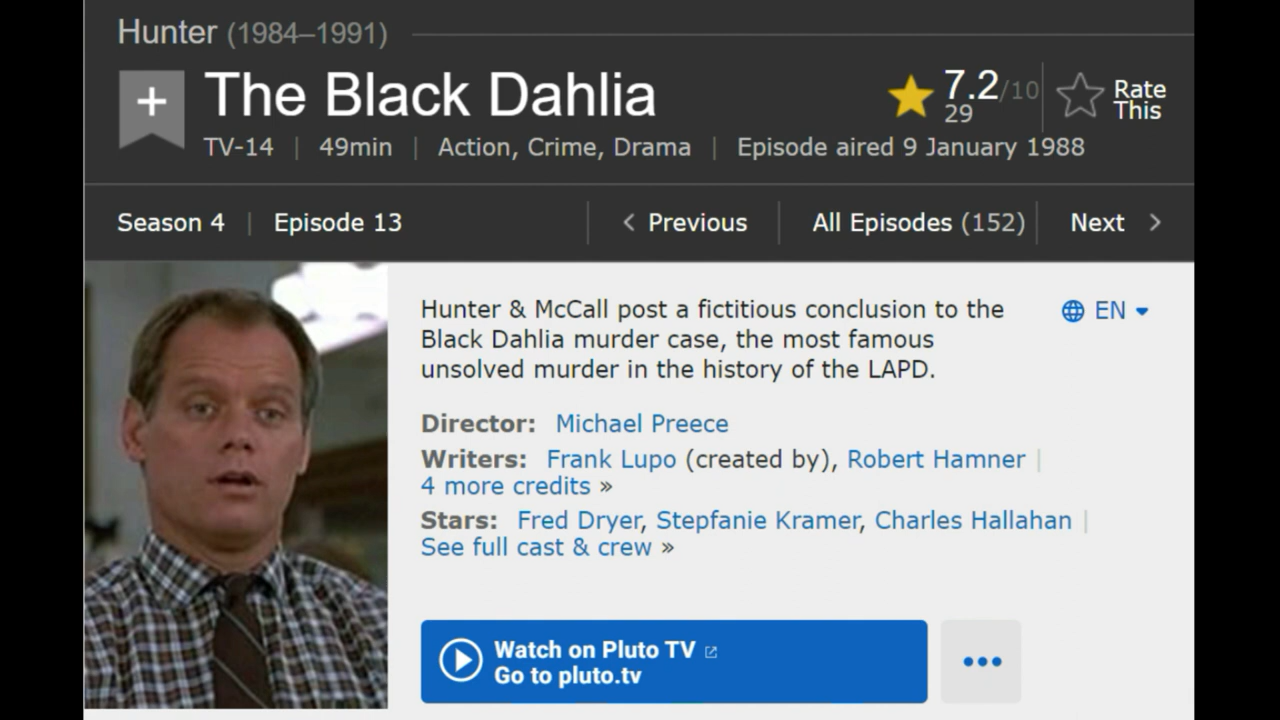 Hunter (1984–1991)
+ The Black Dahlia
7.2/10
29
Rate
This
TV-14 | 49min | Action, Crime, Drama | Episode aired 9 January 1988
Season 4 | Episode 13
Previous
All Episodes (152)
Next
Hunter & McCall post a fictitious conclusion to the
Black Dahlia murder case, the most famous
unsolved murder in the history of the LAPD.
EN
Director: Michael Preece
Writers: Frank Lupo (created by), Robert Hamner |
4 more credits »
Stars: Fred Dryer, Stepfanie Kramer, Charles Hallahan |
See full cast & crew »
Watch on Pluto TV
Go to pluto.tv